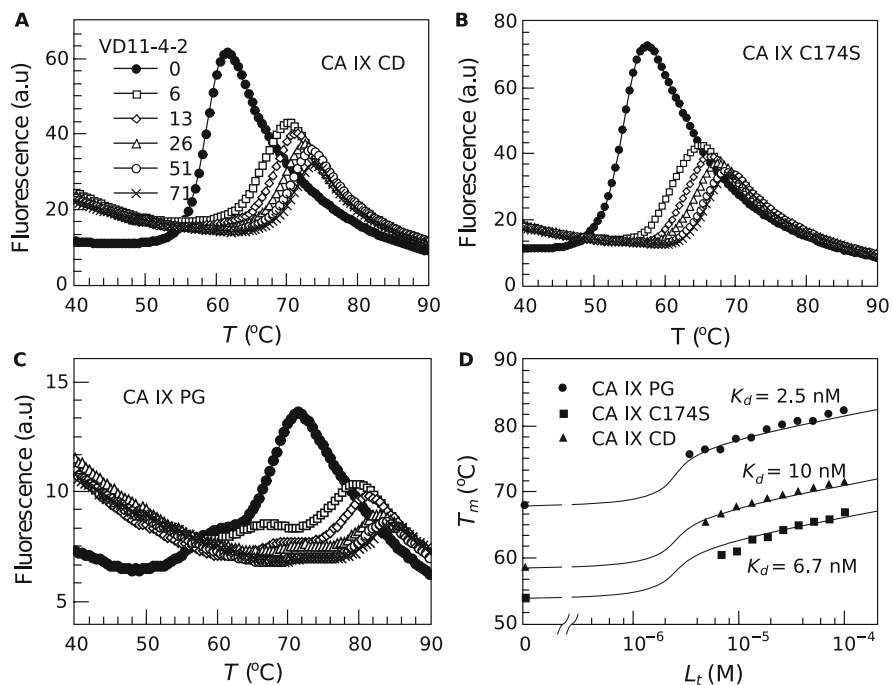 A
VD11-4-2
0
6
13
26
51
71
CA IX CD
Fluorescence (a.u)
60
40
20
0
40 50 60 70 80 90
T (°C)
B
CA IX C174S
Fluorescence (a.u)
80
60
40
20
0
40 50 60 70 80 90
T (°C)
C
CA IX PG
Fluorescence (a.u)
15
10
5
40 50 60 70 80 90
T (°C)
D
CA IX PG
CA IX C174S
CA IX CD
Kd = 2.5 nM
Kd = 10 nM
Kd = 6.7 nM
Tm (°C)
90
80
70
60
50
0 10⁻⁶ 10⁻⁵ 10⁻⁴
Lt (M)